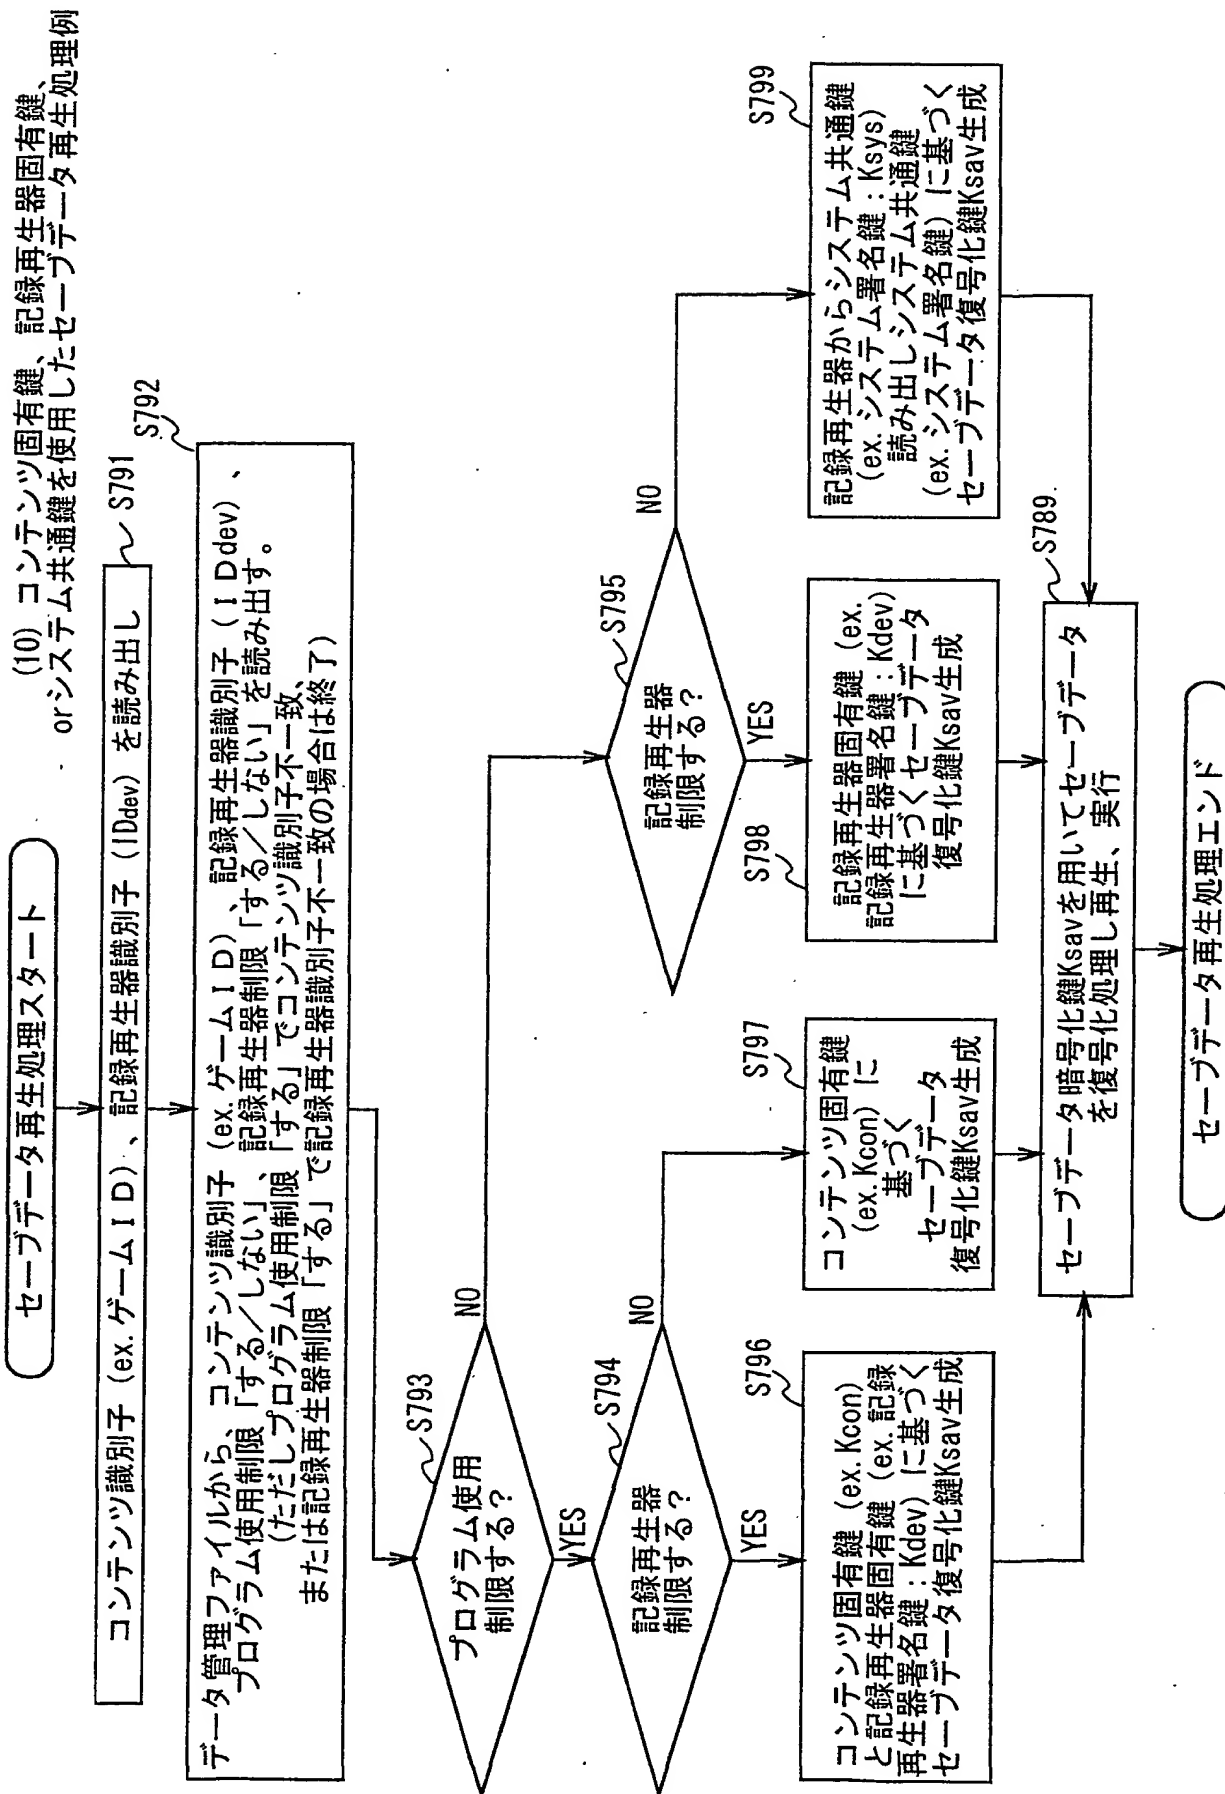 (10) コンテンツ固有鍵、記録再生器固有鍵、
orシステム共通鍵を使用したセーブデータ再生処理例
セーブデータ再生処理スタート
コンテンツ識別子 (ex. ゲームＩＤ) 、記録再生器識別子 (IDdev) を読み出し
S791
S792
データ管理ファイルから、コンテンツ識別子 (ex. ゲームＩＤ) 、記録再生器識別子 (ＩＤdev) 、
プログラム使用制限「する/しない」、記録再生器制限「する/しない」を読み出す。
(ただしプログラム使用制限「する」でコンテンツ識別子不一致、
または記録再生器制限「する」で記録再生器識別子不一致の場合は終了)
S793
プログラム使用
制限する？
NO
YES
S794
記録再生器
制限する？
NO
YES
S795
記録再生器
制限する？
NO
YES
S796
コンテンツ固有鍵 (ex. Kcon)
と記録再生器固有鍵 (ex. 記録
再生器署名鍵 : Kdev) に基づく
セーブデータ復号化鍵Ksav生成
S797
コンテンツ固有鍵
(ex. Kcon) に
基づく
セーブデータ
復号化鍵Ksav生成
S798
記録再生器固有鍵 (ex.
記録再生器署名鍵 : Kdev)
に基づくセーブデータ
復号化鍵Ksav生成
S799
記録再生器からシステム共通鍵
(ex. システム署名鍵 : Ksys)
読み出しシステム共通鍵
(ex. システム署名鍵) に基づく
セーブデータ復号化鍵Ksav生成
S789
セーブデータ暗号化鍵Ksavを用いてセーブデータ
を復号化処理し再生、実行
セーブデータ再生処理エンド